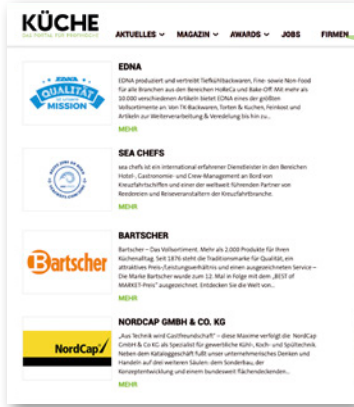 KÜCHE
AKTUELLES MAGAZIN AWARDS JOBS FIRMEN
EDNA
QUALITÄT
MISSION
EDNA produziert und vertreibt Tiefkühlbackwaren, Fine- sowie Non-Food
für alle Branchen aus den Bereichen HoReCa und Bake-Off. Mit mehr als
10.000 verschiedenen Artikeln bietet EDNA eines der größten
Vollsortimente an. Von TK-Backwaren, Torten & Kuchen, Feinkost und
Artikeln zur Weiterverarbeitung & Veredelung bis hin zu...
MEHR
SEA CHEFS
sea chefs ist ein international erfahrener Dienstleister in den Bereichen
Hotel-, Gastronomie- und Crew-Management an Bord von
Kreuzfahrtschiffen und einer der weltweit führenden Partner von
Reedereien und Reiseveranstaltern der Kreuzfahrtbranche.
MEHR
BARTSCHER
Bartscher
Bartscher – Das Vollsortiment. Mehr als 2.000 Produkte für Ihren
Küchenalltag. Seit 1876 steht die Traditionsmarke für Qualität, ein
attraktives Preis-/Leistungsverhältnis und einen ausgezeichneten Service –
Die Marke Bartscher wurde zum 12. Mal in Folge mit dem „BEST of
MARKET-Preis" ausgezeichnet. Entdecken Sie die Welt von...
MEHR
NORDCAP GMBH & CO. KG
NordCap
„Aus Technik wird Gastfreundschaft" – diese Maxime verfolgt die NordCap
GmbH & Co KG als Specialist für gewerbliche Kühl-, Koch- und Spültechnik.
Neben dem Kataloggeschäft fußt unser unternehmerisches Denken und
Handeln auf drei weiteren Säulen: dem Sonderbau, der
Konzeptentwicklung und einem bundesweit flächendeckenden...
MEHR